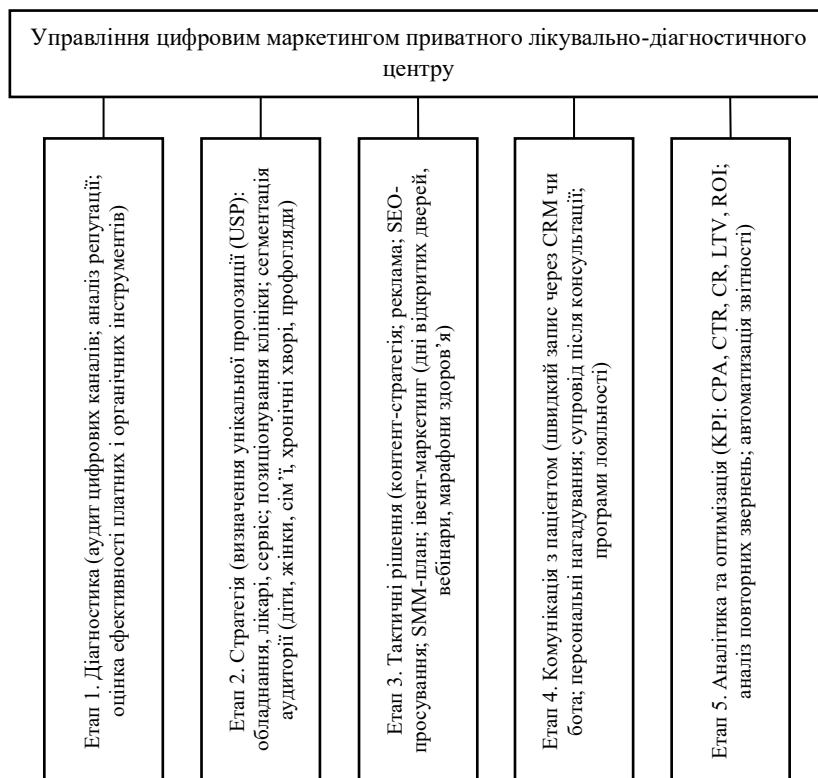 Управління цифровим маркетингом приватного лікувально-діагностичного
центру
Етап 1. Діагностика (аудит цифрових каналів; аналіз репутації;
оцінка ефективності платних і органічних інструментів)
Етап 2. Стратегія (визначення унікальної пропозиції (USP):
обладнання, лікарі, сервіс; позиціонування клініки; сегментація
аудиторії (діти, жінки, сім’ї, хронічні хворі, профогляди)
Етап 3. Тактичні рішення (контент-стратегія; реклама; SEO-
просування; SMM-план; івент-маркетинг (дні відкритих дверей,
вебінари, марафони здоров’я)
Етап 4. Комунікація з пацієнтом (швидкий запис через CRM чи
бота; персональні нагадування; супровід після консультації;
програми лояльності)
Етап 5. Аналітика та оптимізація (KPI: CPA, CTR, CR, LTV, ROI;
аналіз повторних звернень; автоматизація звітності)